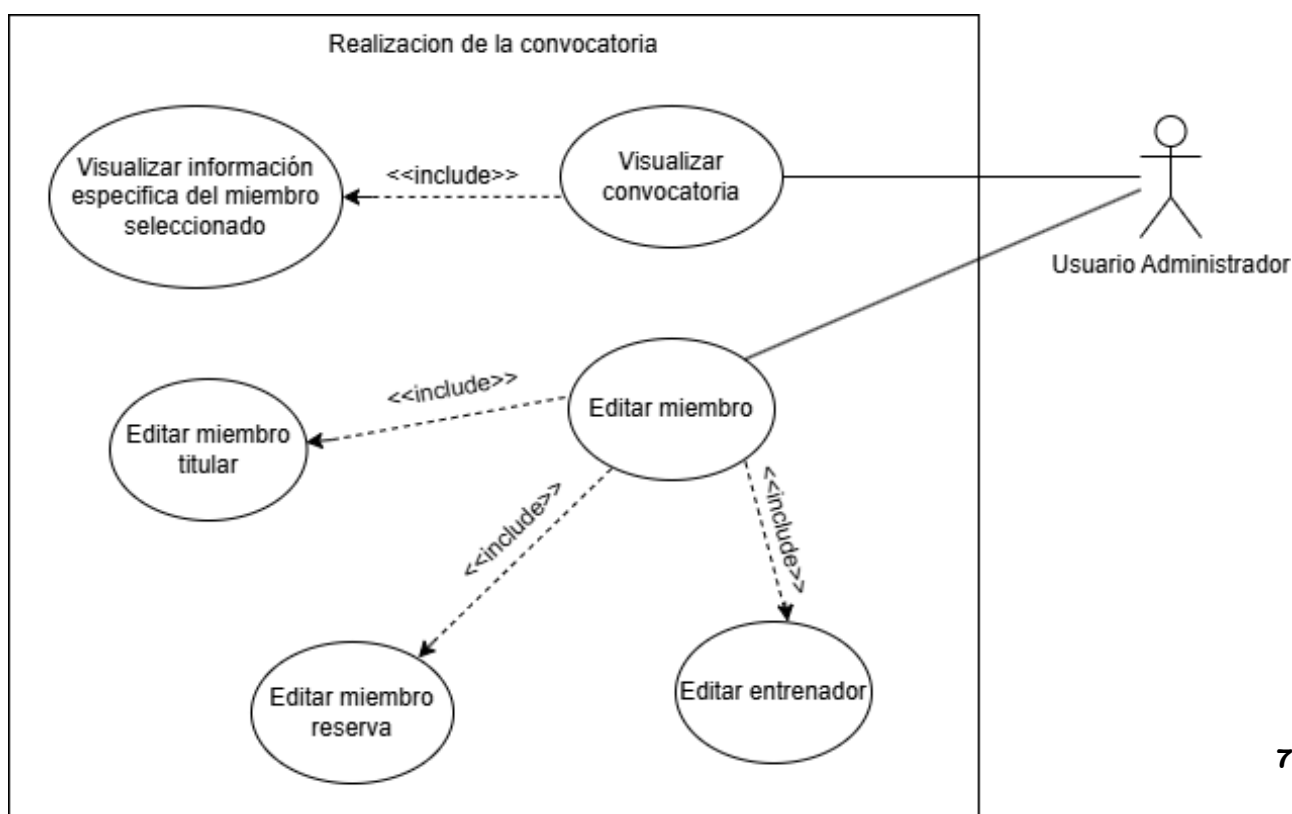 Realizacion de la convocatoria
Visualizar información
especifica del miembro
seleccionado
<<include>>
Visualizar
convocatoria
Usuario Administrador
<<include>>
Editar miembro
Editar miembro
titular
<<include>>
<<include>>
Editar miembro
reserva
Editar entrenador
7